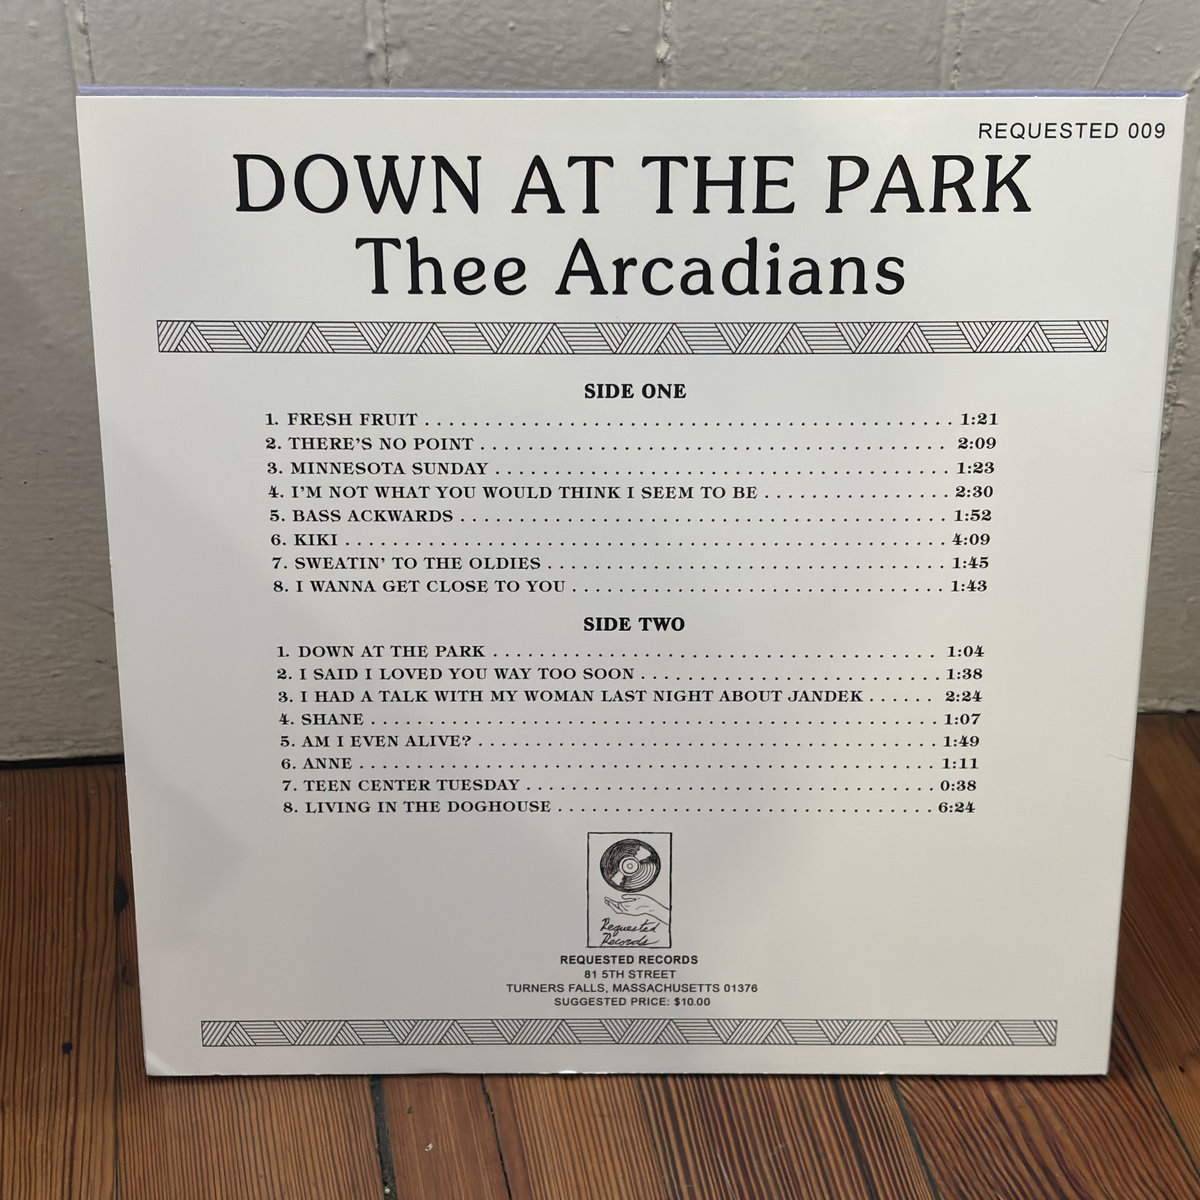 REQUESTED 009
DOWN AT THE PARK
Thee Arcadians
SIDE ONE
1. FRESH FRUIT . . . . . . . . . . . . . . . . . . . . . . . . . . . . . . . . . . . . . . . . . . . . 1:21
2. THERE'S NO POINT . . . . . . . . . . . . . . . . . . . . . . . . . . . . . . . . . . . . . . . 2:09
3. MINNESOTA SUNDAY . . . . . . . . . . . . . . . . . . . . . . . . . . . . . . . . . . . . . . 1:23
4. I'M NOT WHAT YOU WOULD THINK I SEEM TO BE . . . . . . . . . . . . . . . . 2:30
5. BASS ACKWARDS . . . . . . . . . . . . . . . . . . . . . . . . . . . . . . . . . . . . . . . . . 1:52
6. KIKI . . . . . . . . . . . . . . . . . . . . . . . . . . . . . . . . . . . . . . . . . . . . . . . . . . . 4:09
7. SWEATIN' TO THE OLDIES . . . . . . . . . . . . . . . . . . . . . . . . . . . . . . . . . . 1:45
8. I WANNA GET CLOSE TO YOU . . . . . . . . . . . . . . . . . . . . . . . . . . . . . . . . 1:43
SIDE TWO
1. DOWN AT THE PARK . . . . . . . . . . . . . . . . . . . . . . . . . . . . . . . . . . . . . . 1:04
2. I SAID I LOVED YOU WAY TOO SOON . . . . . . . . . . . . . . . . . . . . . . . . . . 1:38
3. I HAD A TALK WITH MY WOMAN LAST NIGHT ABOUT JANDEK . . . . . . 2:24
4. SHANE . . . . . . . . . . . . . . . . . . . . . . . . . . . . . . . . . . . . . . . . . . . . . . . . . 1:07
5. AM I EVEN ALIVE? . . . . . . . . . . . . . . . . . . . . . . . . . . . . . . . . . . . . . . . . 1:49
6. ANNE . . . . . . . . . . . . . . . . . . . . . . . . . . . . . . . . . . . . . . . . . . . . . . . . . . 1:11
7. TEEN CENTER TUESDAY . . . . . . . . . . . . . . . . . . . . . . . . . . . . . . . . . . . 0:38
8. LIVING IN THE DOGHOUSE . . . . . . . . . . . . . . . . . . . . . . . . . . . . . . . . . 6:24
Requested
Records
REQUESTED RECORDS
81 5TH STREET
TURNERS FALLS, MASSACHUSETTS 01376
SUGGESTED PRICE: $10.00